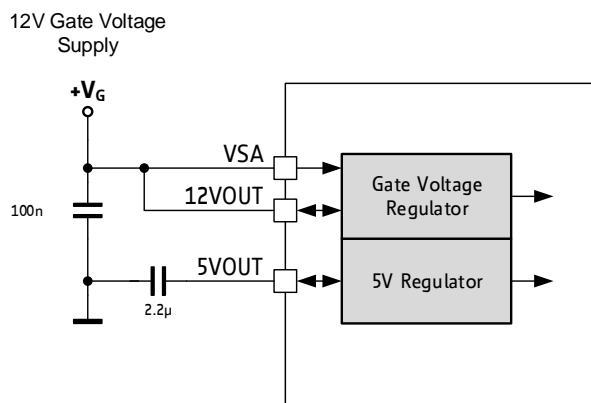 12V Gate Voltage
Supply
+VG
VSA
12VOUT
100n
5VOUT
2.2µ
Gate Voltage
Regulator
5V Regulator